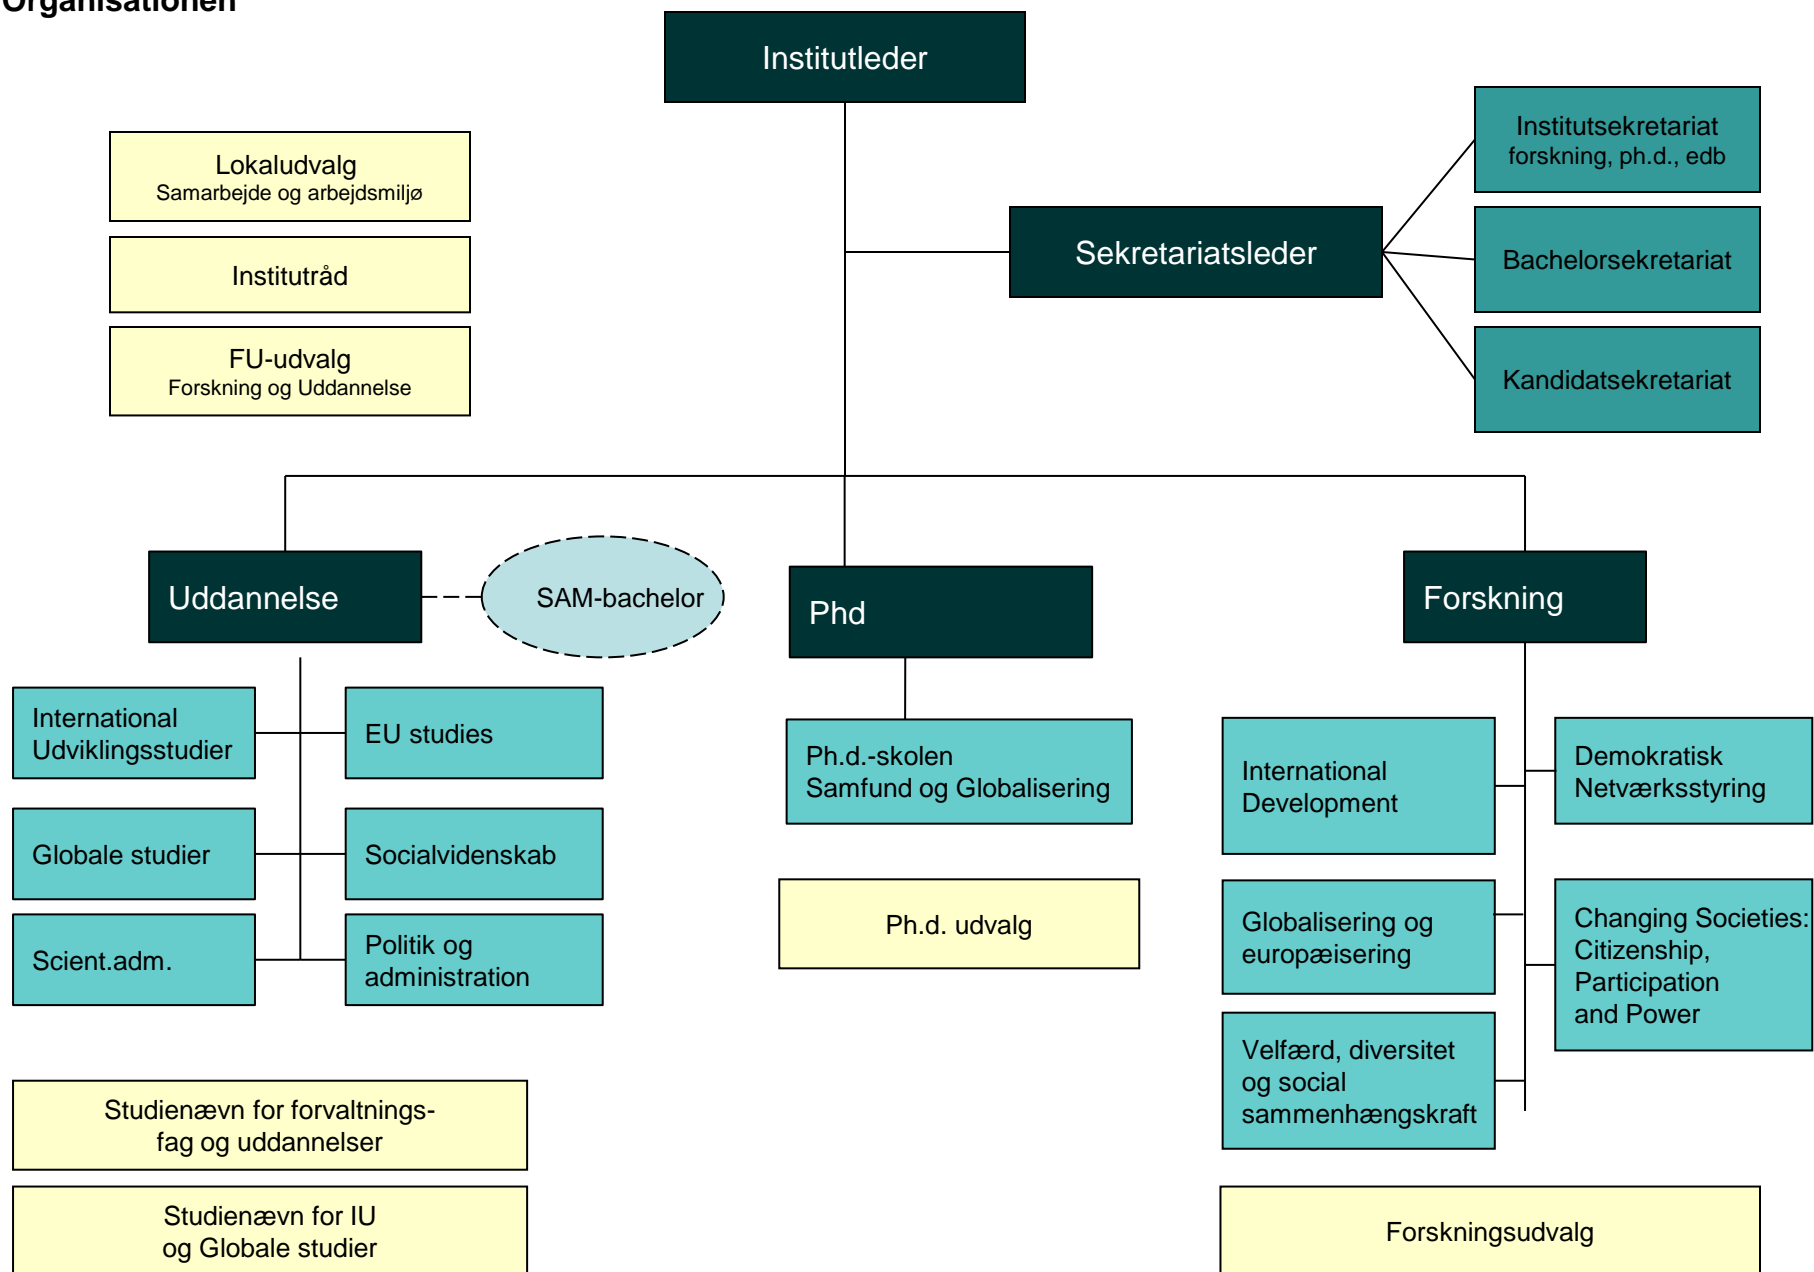 Organisationen
Institutleder
Lokaludvalg
Samarbejde og arbejdsmiljø
Institutråd
FU-udvalg
Forskning og Uddannelse
Sekretariatsleder
Institutsekretariat
forskning, ph.d., edb
Bachelorsekretariat
Kandidatsekretariat
Uddannelse
SAM-bachelor
Phd
Forskning
International
Udviklingsstudier
EU studies
Globale studier
Socialvidenskab
Scient.adm.
Politik og
administration
Studienævn for forvaltnings-
fag og uddannelser
Studienævn for IU
og Globale studier
Ph.d.-skolen
Samfund og Globalisering
Ph.d. udvalg
International
Development
Demokratisk
Netværksstyring
Globalisering og
europæisering
Changing Societies:
Citizenship,
Participation
and Power
Velfærd, diversitet
og social
sammenhængskraft
Forskningsudvalg